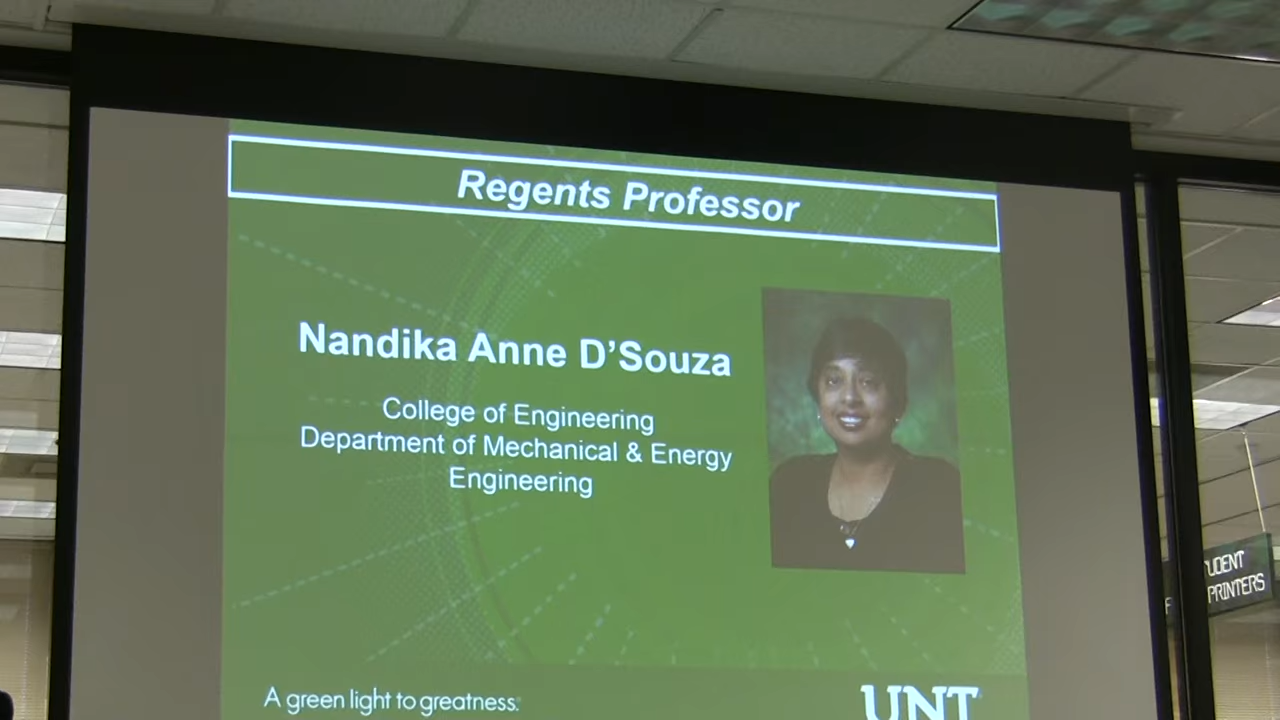 Regents Professor
Nandika Anne D'Souza
College of Engineering
Department of Mechanical & Energy
Engineering
A green light to greatness.
UNT
PRINTERS